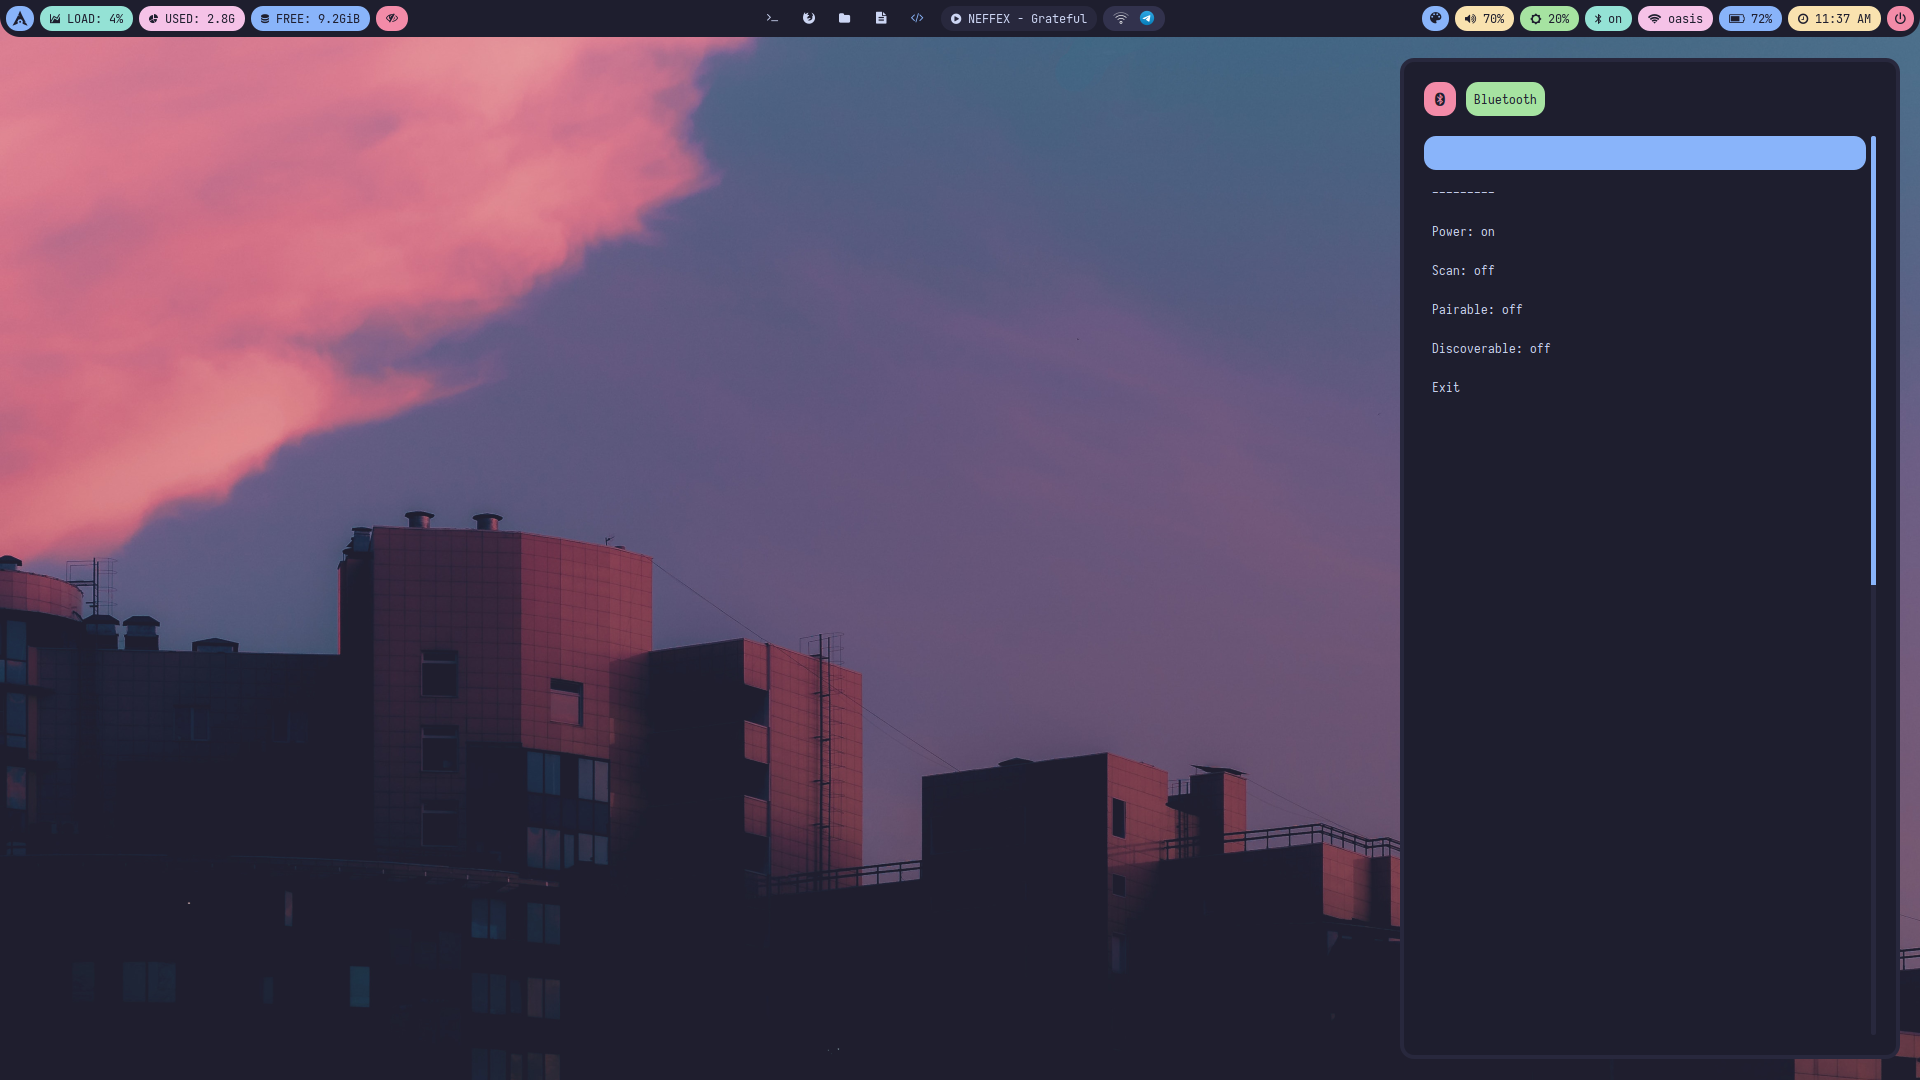 LOAD: 4% USED: 2.8G FREE: 9.2GiB NEFFEX - Grateful 70% 20% on oasis 72% 11:37 AM
Bluetooth
---------
Power: on
Scan: off
Pairable: off
Discoverable: off
Exit